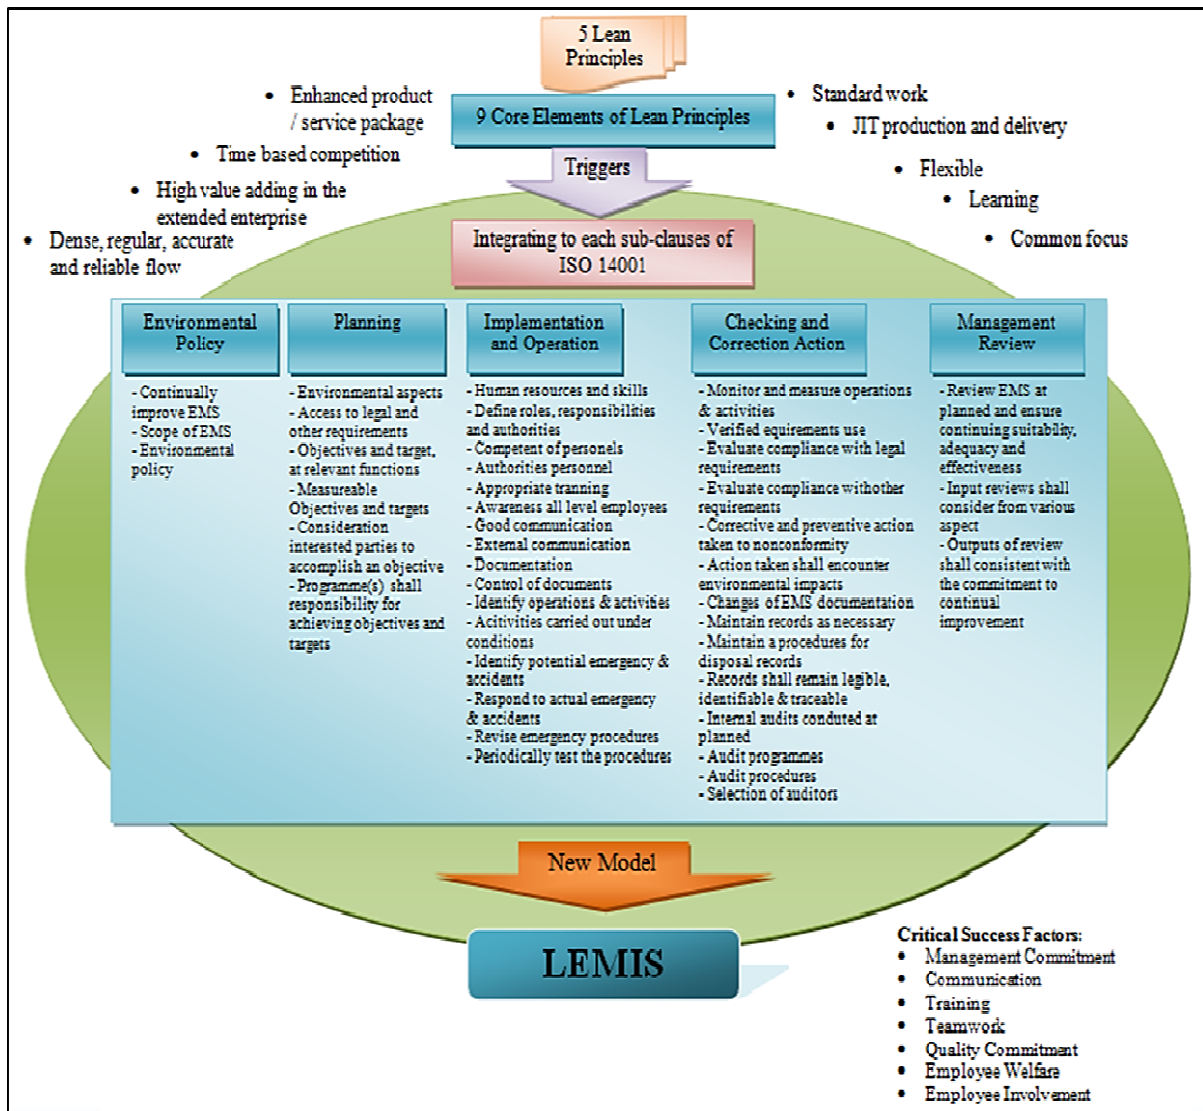 5 Lean
Principles
9 Core Elements of Lean Principles
Triggers
• Enhanced product
/ service package
• Time based competition
• High value adding in the
extended enterprise
• Dense, regular, accurate
and reliable flow
• Standard work
• JIT production and delivery
• Flexible
• Learning
• Common focus
Integrating to each sub-clauses of
ISO 14001
Environmental
Policy
- Continually
improve EMS
- Scope of EMS
- Environmental
policy
Planning
- Environmental aspects
- Access to legal and
other requirements
- Objectives and target,
at relevant functions
- Measureable
Objectives and targets
- Consideration
interested parties to
accomplish an objective
- Programme(s) shall
responsibility for
achieving objectives and
targets
Implementation
and Operation
- Human resources and skills
- Define roles, responsibilities
and authorities
- Competent of personels
- Authorities personnel
- Appropriate tranning
- Awareness all level employees
- Good communication
- External communication
- Documentation
- Control of documents
- Identify operations & activities
- Acitivities carried out under
conditions
- Identify potential emergency &
accidents
- Respond to actual emergency
& accidents
- Revise emergency procedures
- Periodically test the procedures
Checking and
Correction Action
- Monitor and measure operations
& activities
- Verified equirements use
- Evaluate compliance with legal
requirements
- Evaluate compliance withother
requirements
- Corrective and preventive action
taken to nonconformity
- Action taken shall encounter
environmental impacts
- Changes of EMS documentation
- Maintain records as necessary
- Maintain a procedures for
disposal records
- Records shall remain legible,
identifiable & traceable
- Internal audits conduted at
planned
- Audit programmes
- Audit procedures
- Selection of auditors
Management
Review
- Review EMS at
planned and ensure
continuing suitability,
adequacy and
effectiveness
- Input reviews shall
consider from various
aspect
- Outputs of review
shall consistent with
the commitment to
continual
improvement
New Model
LEMIS
Critical Success Factors:
• Management Commitment
• Communication
• Training
• Teamwork
• Quality Commitment
• Employee Welfare
• Employee Involvement